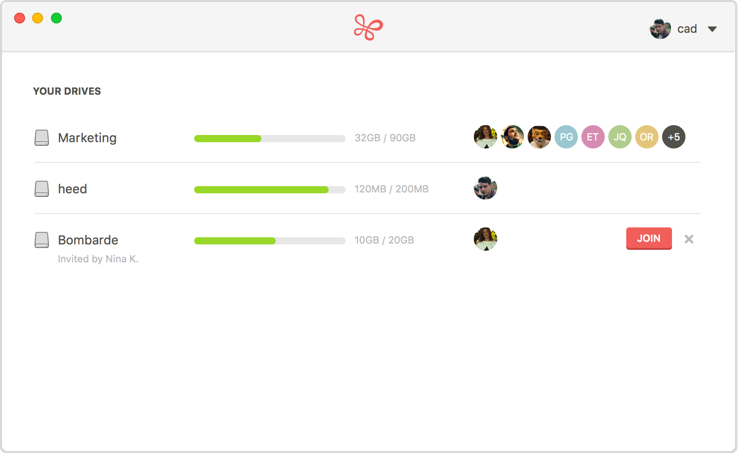 cad
YOUR DRIVES
Marketing 32GB / 90GB PG ET JQ OR +5
heed 120MB / 200MB
Bombarde 10GB / 20GB JOIN
Invited by Nina K.